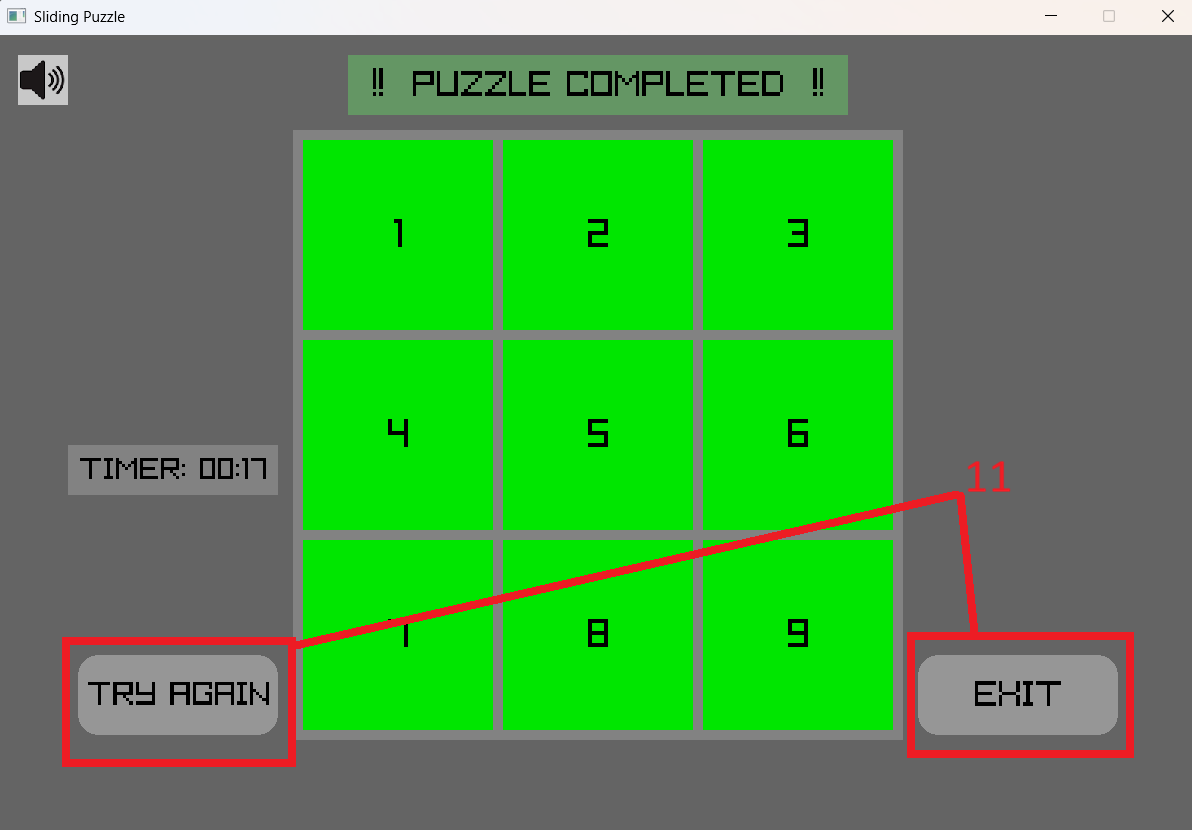 Sliding Puzzle
!! PUZZLE COMPLETED !!
1 2 3
4 5 6
TIMER: 00:17
11
7 8 9
TRY AGAIN
EXIT